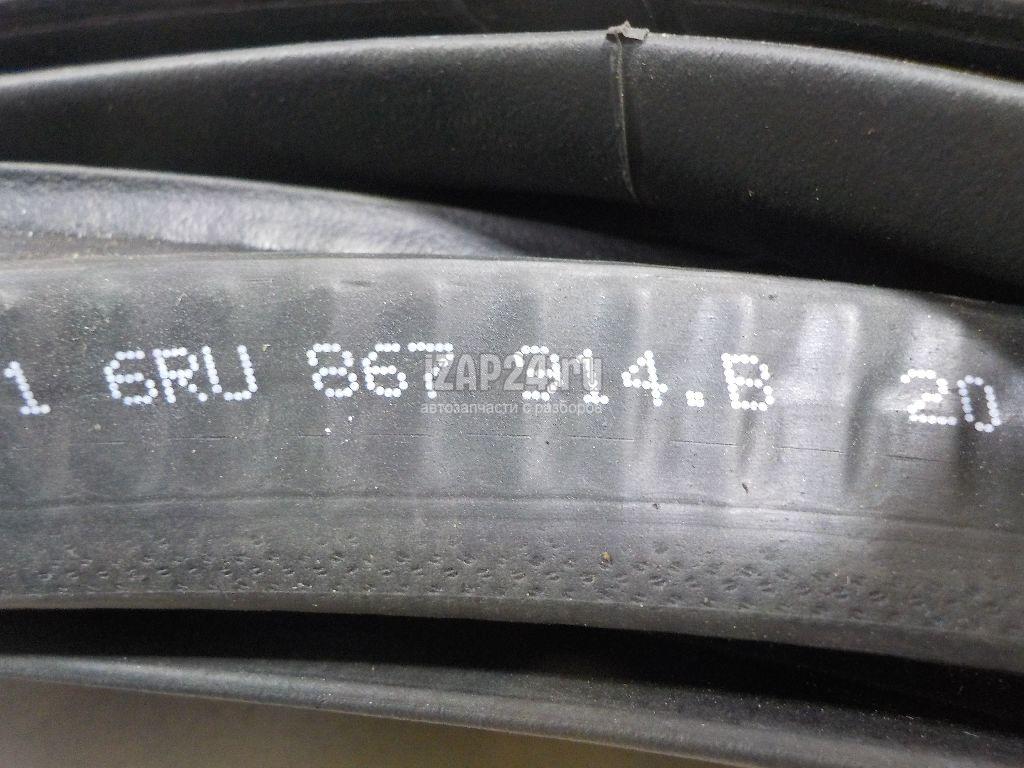 1 6RU 867 914.B 20
iZAP24.ru
автозапчасти с разборов